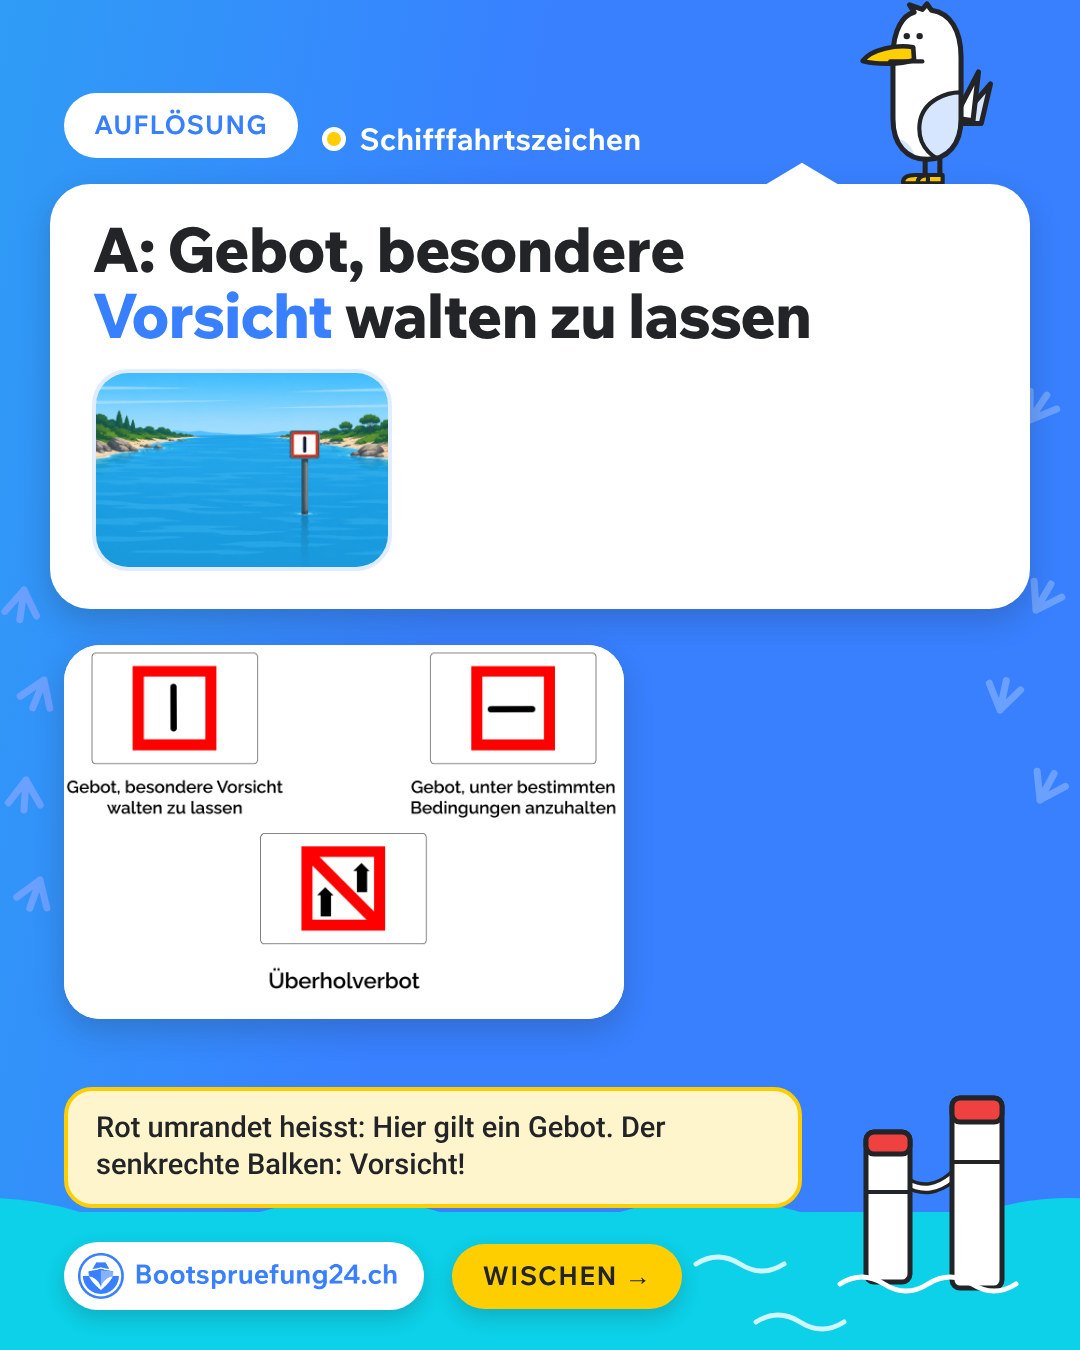 AUFLÖSUNG
Schifffahrtszeichen
A: Gebot, besondere
Vorsicht walten zu lassen
Gebot, besondere Vorsicht
walten zu lassen
Gebot, unter bestimmten
Bedingungen anzuhalten
Überholverbot
Rot umrandet heisst: Hier gilt ein Gebot. Der
senkrechte Balken: Vorsicht!
Bootspruefung24.ch
WISCHEN →